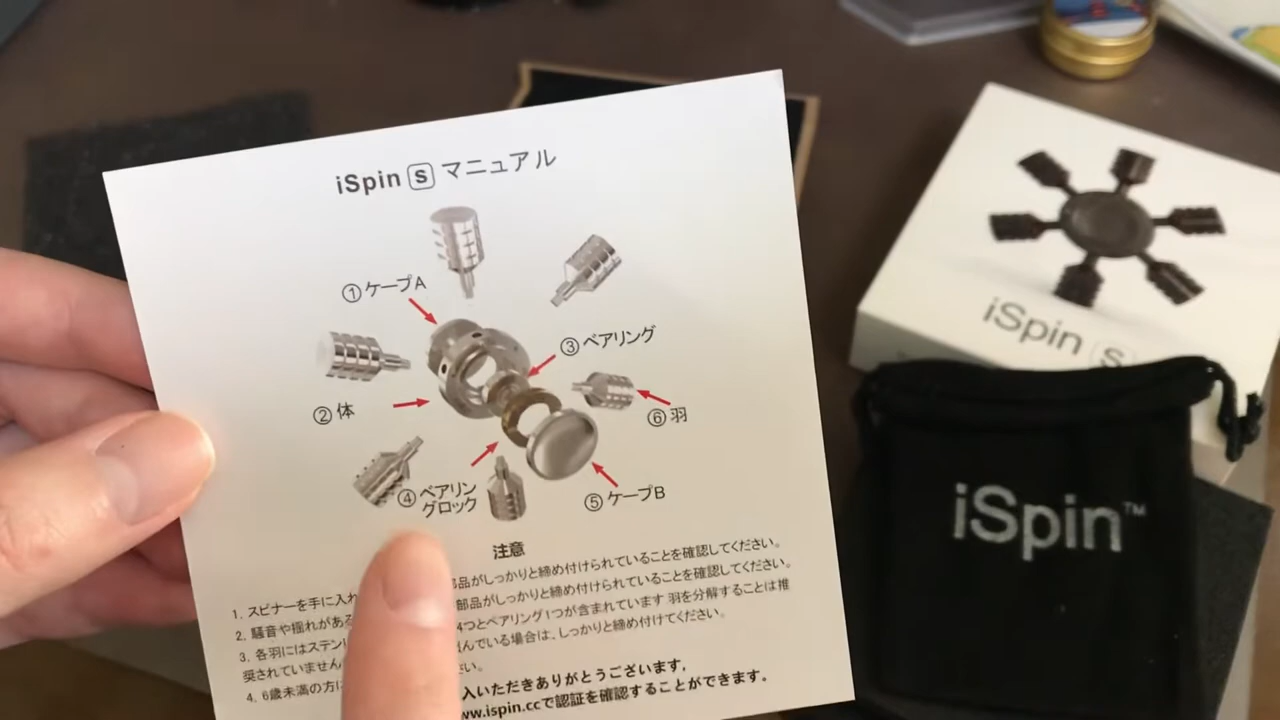 iSpin S マニュアル
① ケープA
③ ベアリング
② 体
⑥ 羽
④ ベアリン
グロック
⑤ ケープB
注意
1. スピナーを手に入れ 部品がしっかりと締め付けられていることを確認してください。
2. 騒音や揺れがある 部品がしっかりと締め付けられていることを確認してください。
3. 各羽にはステン 4つとベアリング1つが含まれています 羽を分解することは推
奨されていません んでいる場合は、しっかりと締め付けてください。
4. 6歳未満の方に さい。
入いただきありがとうございます,
ww.ispin.ccで認証を確認することができます。
iSpin S
iSpin™